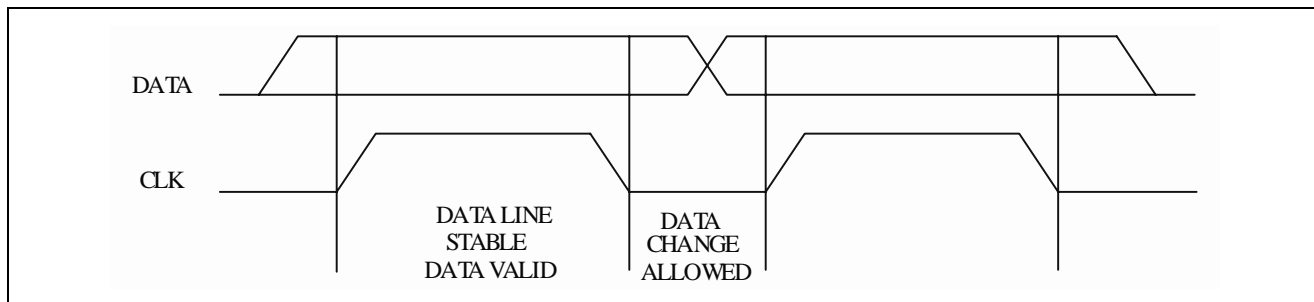 DATA
CLK
DATA LINE
STABLE
DATA VALID
DATA
CHANGE
ALLOWED